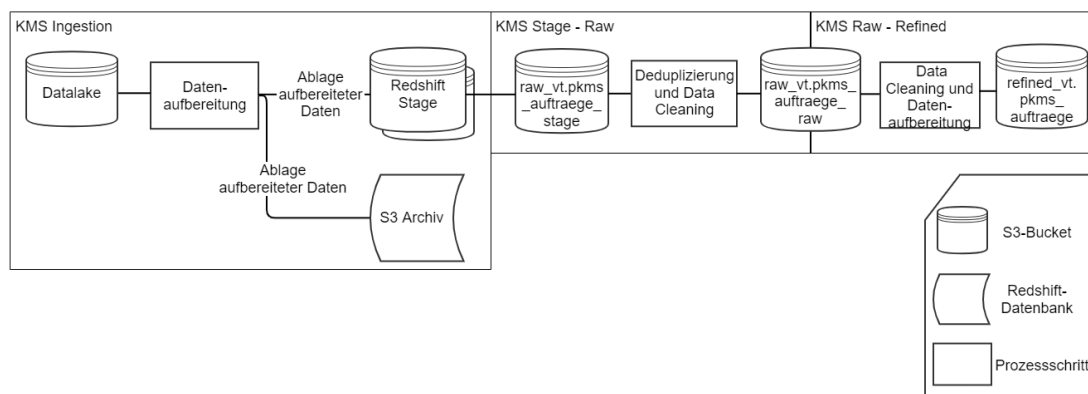 KMS Ingestion
Datalake
Daten-
aufbereitung
Ablage
aufbereiteter
Daten
Redshift
Stage
Ablage
aufbereiteter Daten
S3 Archiv
KMS Stage - Raw
raw_vt.pkms
_auftraege_
stage
Deduplizierung
und Data
Cleaning
KMS Raw - Refined
raw_vt.pkms_
auftraege_
raw
Data
Cleaning und
Daten-
aufbereitung
refined_vt.
pkms_
auftraege
S3-Bucket
Redshift-
Datenbank
Prozessschritt